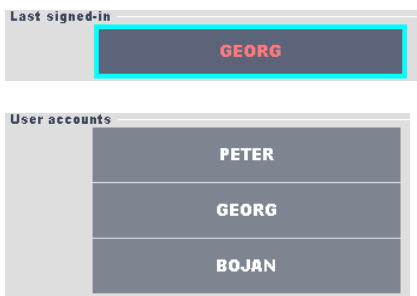 Last signed-in
GEORG
User accounts
PETER
GEORG
BOJAN